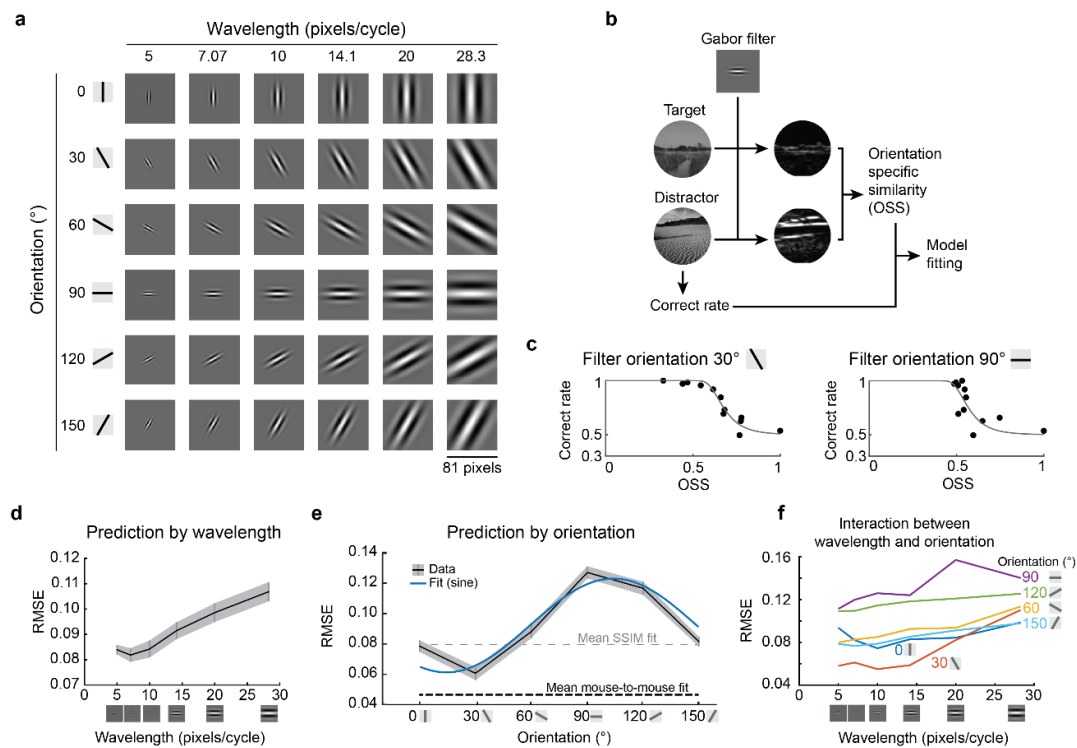 a
Wavelength (pixels/cycle)
5 7.07 10 14.1 20 28.3
Orientation (°)
0
30
60
90
120
150
81 pixels
b
Gabor filter
Target
Distractor
Orientation
specific
similarity
(OSS)
Model
fitting
Correct rate
c
Filter orientation 30°
Correct rate
1
0.5
0.3
0 0.5 1
OSS
Filter orientation 90°
Correct rate
1
0.5
0.3
0 0.5 1
OSS
d
Prediction by wavelength
RMSE
0.12
0.11
0.10
0.09
0.08
0.07
0 5 10 15 20 25 30
Wavelength (pixels/cycle)
e
Prediction by orientation
RMSE
0.14
0.12
0.10
0.08
0.06
0.04
Data
Fit (sine)
Mean SSIM fit
Mean mouse-to-mouse fit
0 30 60 90 120 150
Orientation (°)
f
Interaction between
wavelength and orientation
RMSE
0.16
0.12
0.08
0.04
Orientation (°)
90
120
60
150
0
30
0 5 10 15 20 25 30
Wavelength (pixels/cycle)